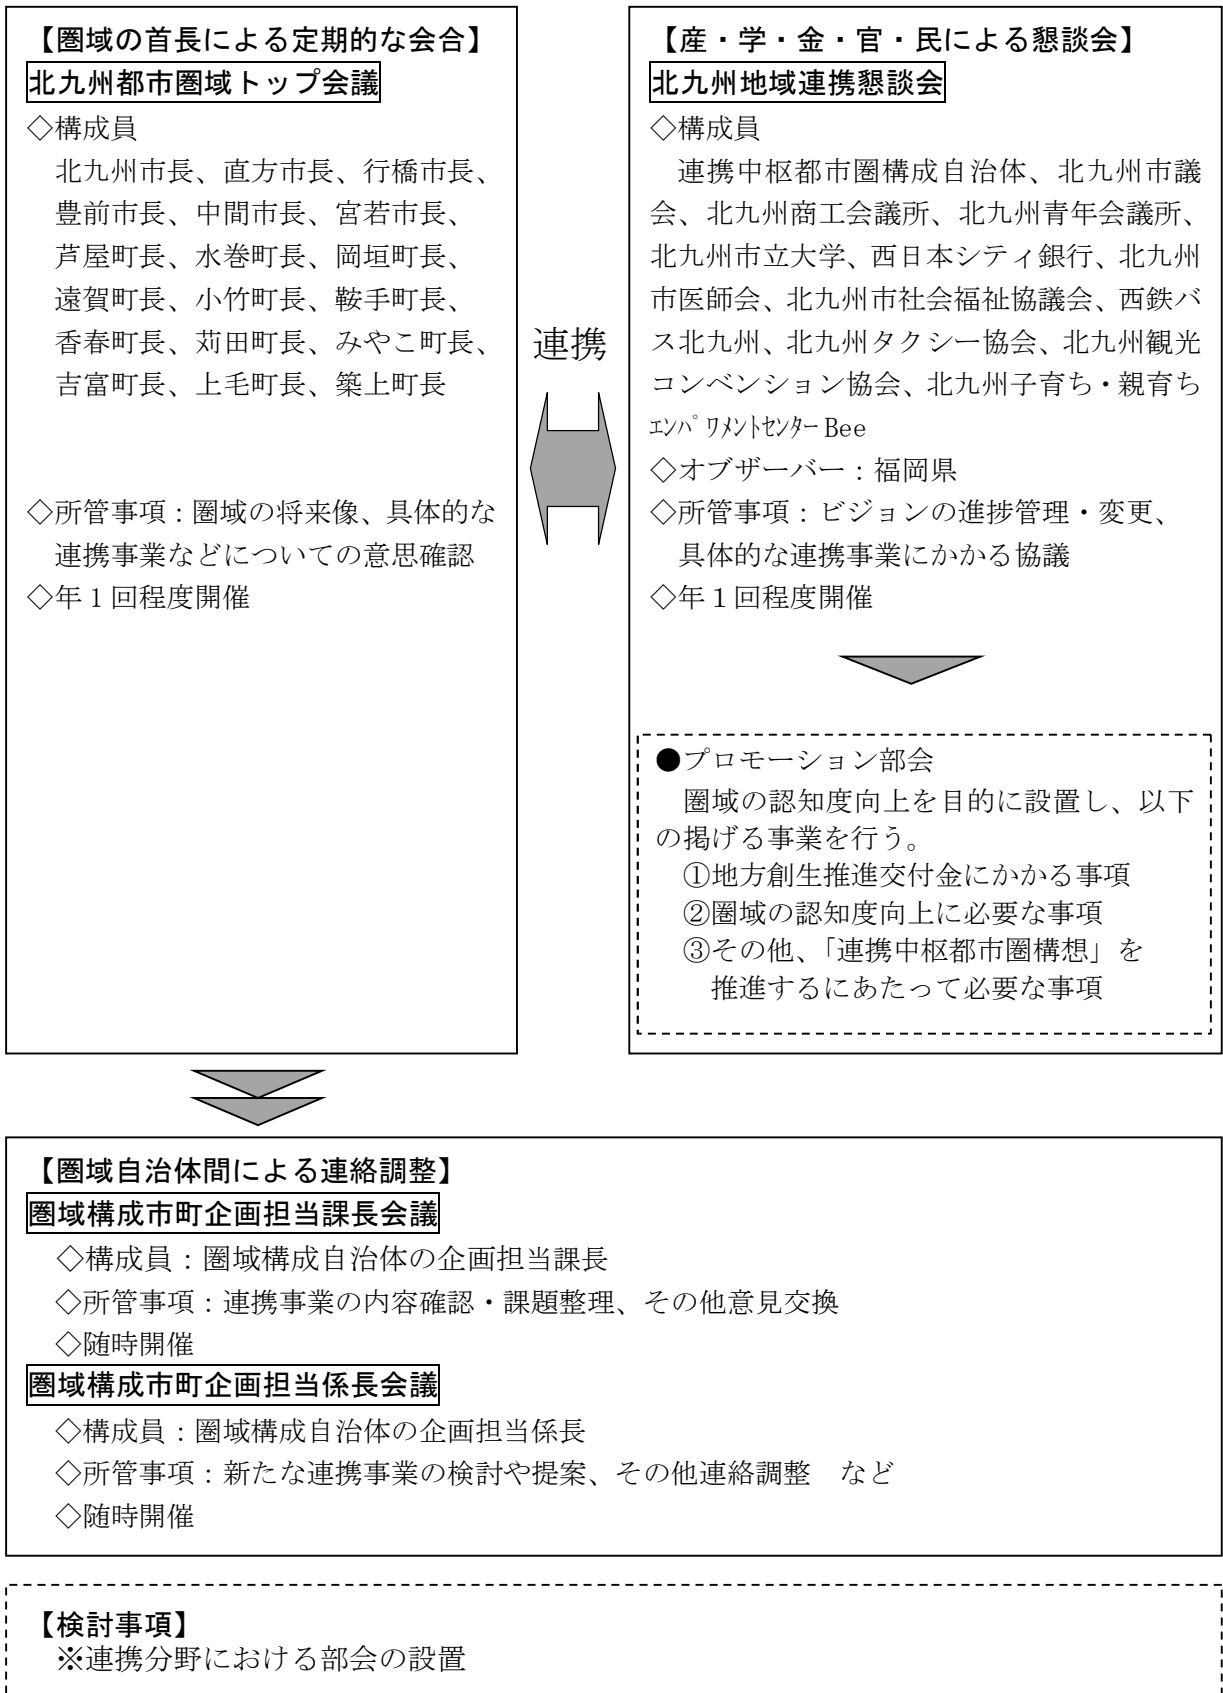 【圏域の首長による定期的な会合】
北九州都市圏域トップ会議
◇構成員
北九州市長、直方市長、行橋市長、
豊前市長、中間市長、宮若市長、
芦屋町長、水巻町長、岡垣町長、
遠賀町長、小竹町長、鞍手町長、
香春町長、苅田町長、みやこ町長、
吉富町長、上毛町長、築上町長
◇所管事項：圏域の将来像、具体的な
連携事業などについての意思確認
◇年１回程度開催
連携
【産・学・金・官・民による懇談会】
北九州地域連携懇談会
◇構成員
連携中枢都市圏構成自治体、北九州市議
会、北九州商工会議所、北九州青年会議所、
北九州市立大学、西日本シティ銀行、北九州
市医師会、北九州市社会福祉協議会、西鉄バ
ス北九州、北九州タクシー協会、北九州観光
コンベンション協会、北九州子育ち・親育ち
ｴﾝﾊﾟﾜﾒﾝﾄｾﾝﾀｰ Bee
◇オブザーバー：福岡県
◇所管事項：ビジョンの進捗管理・変更、
具体的な連携事業にかかる協議
◇年１回程度開催
●プロモーション部会
圏域の認知度向上を目的に設置し、以下
の掲げる事業を行う。
①地方創生推進交付金にかかる事項
②圏域の認知度向上に必要な事項
③その他、「連携中枢都市圏構想」を
推進するにあたって必要な事項
【圏域自治体間による連絡調整】
圏域構成市町企画担当課長会議
◇構成員：圏域構成自治体の企画担当課長
◇所管事項：連携事業の内容確認・課題整理、その他意見交換
◇随時開催
圏域構成市町企画担当係長会議
◇構成員：圏域構成自治体の企画担当係長
◇所管事項：新たな連携事業の検討や提案、その他連絡調整　など
◇随時開催
【検討事項】
※連携分野における部会の設置